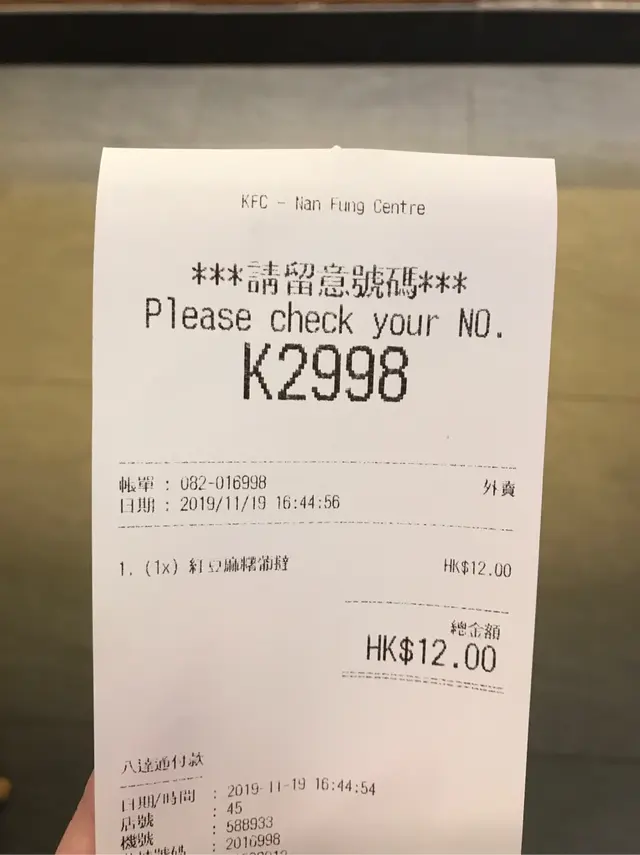 KFC - Nan Fung Centre
***請留意號碼***
Please check your NO.
K2998
帳單 : 082-016998
外賣
日期 : 2019/11/19 16:44:56
1. (1x) 紅豆麻糬葡撻 HK$12.00
總金額
HK$12.00
八達通付款
日期/時間 : 2019-11-19 16:44:54
店號 : 45
機號 : 588933
: 2016998